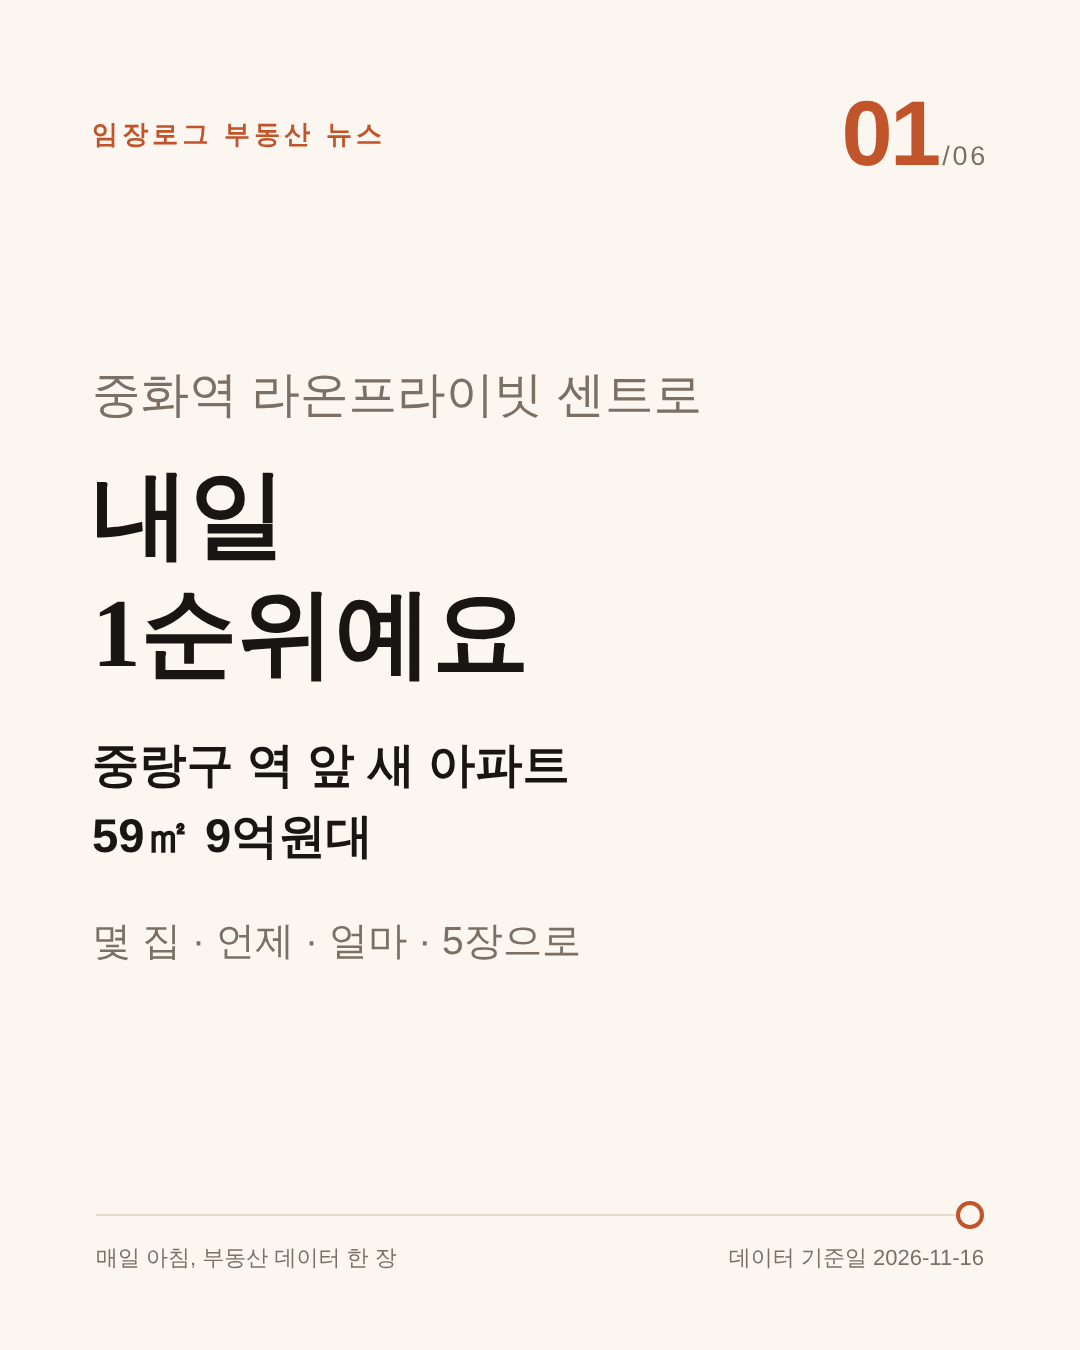 임장로그 부동산 뉴스
01/06
중화역 라온프라이빗 센트로
내일
1순위예요
중랑구 역 앞 새 아파트
59㎡ 9억원대
몇 집 · 언제 · 얼마 · 5장으로
매일 아침, 부동산 데이터 한 장
데이터 기준일 2026-11-16